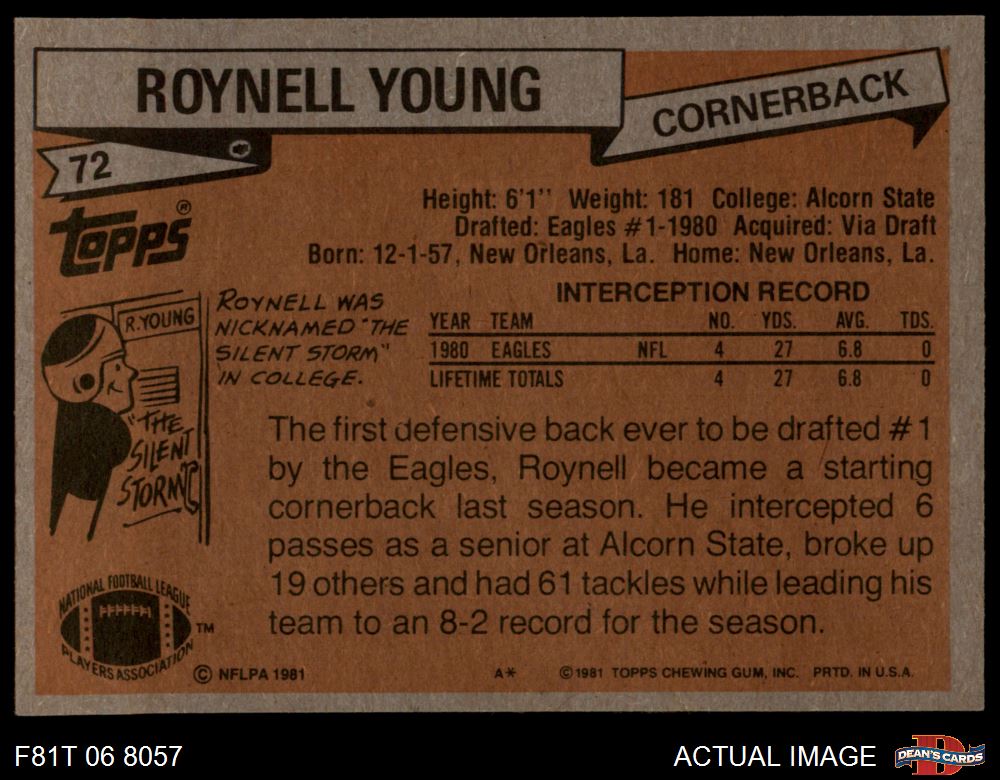 ROYNELL YOUNG
CORNERBACK
72
TOPPS®
Height: 6'1'' Weight: 181 College: Alcorn State
Drafted: Eagles #1-1980 Acquired: Via Draft
Born: 12-1-57, New Orleans, La. Home: New Orleans, La.
R. YOUNG
"THE
SILENT
STORM"
ROYNELL WAS
NICKNAMED "THE
SILENT STORM"
IN COLLEGE.
INTERCEPTION RECORD
YEAR TEAM NO. YDS. AVG. TDS.
1980 EAGLES NFL 4 27 6.8 0
LIFETIME TOTALS 4 27 6.8 0
The first defensive back ever to be drafted #1
by the Eagles, Roynell became a starting
cornerback last season. He intercepted 6
passes as a senior at Alcorn State, broke up
19 others and had 61 tackles while leading his
team to an 8-2 record for the season.
NATIONAL FOOTBALL LEAGUE
PLAYERS ASSOCIATION
TM
© NFLPA 1981
A*
©1981 TOPPS CHEWING GUM, INC. PRTD. IN U.S.A.
F81T 06 8057
ACTUAL IMAGE
D
DEAN'S CARDS